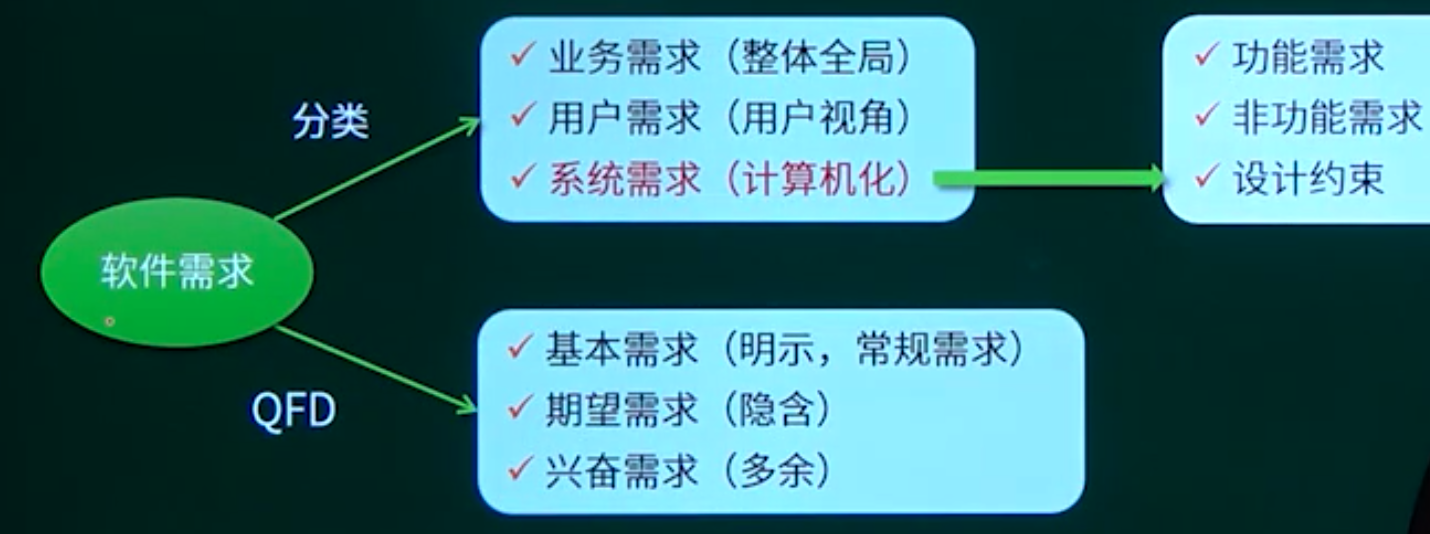 分类
业务需求（整体全局）
用户需求（用户视角）
系统需求（计算机化）
功能需求
非功能需求
设计约束
软件需求
QFD
基本需求（明示，常规需求）
期望需求（隐含）
兴奋需求（多余）